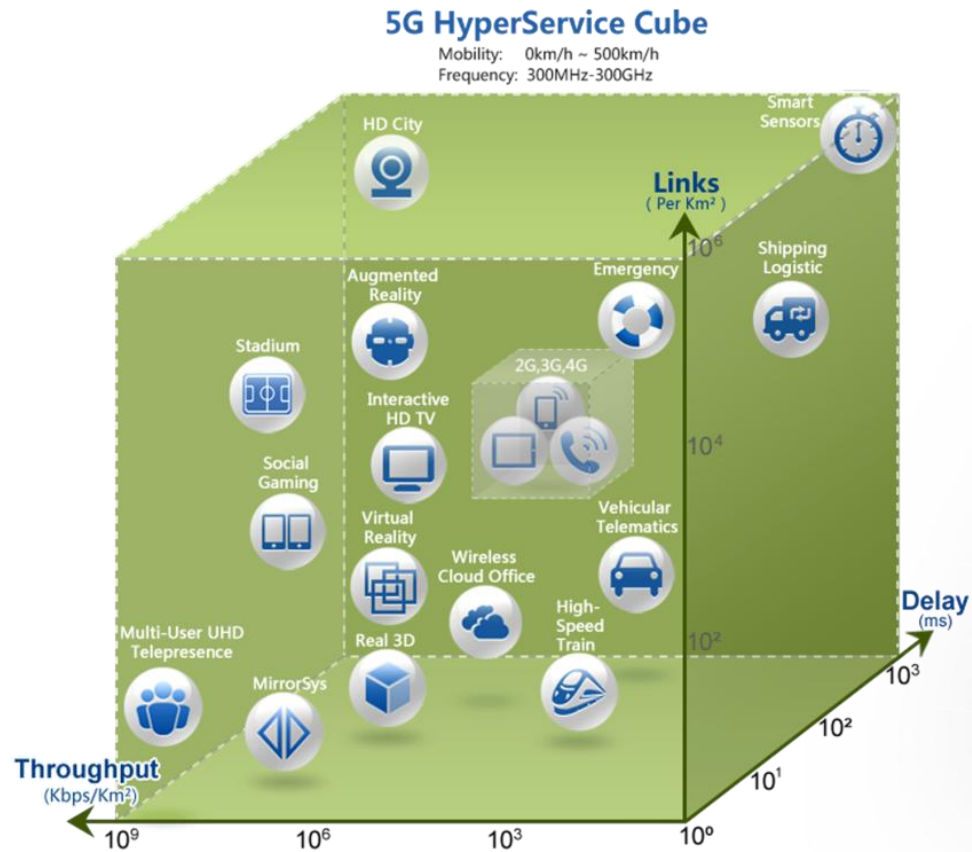 5G HyperService Cube
Mobility: 0km/h ~ 500km/h
Frequency: 300MHz-300GHz
Smart
Sensors
HD City
Links
( Per Km² )
10⁶
Shipping
Logistic
Augmented
Reality
Emergency
Stadium
2G,3G,4G
Interactive
HD TV
10⁴
Social
Gaming
Vehicular
Telematics
Virtual
Reality
Wireless
Cloud Office
Delay
(ms)
High-
Speed
Train
Multi-User UHD
Telepresence
Real 3D
10²
10³
MirrorSys
10²
Throughput
(Kbps/Km²)
10¹
10⁹
10⁶
10³
10⁰